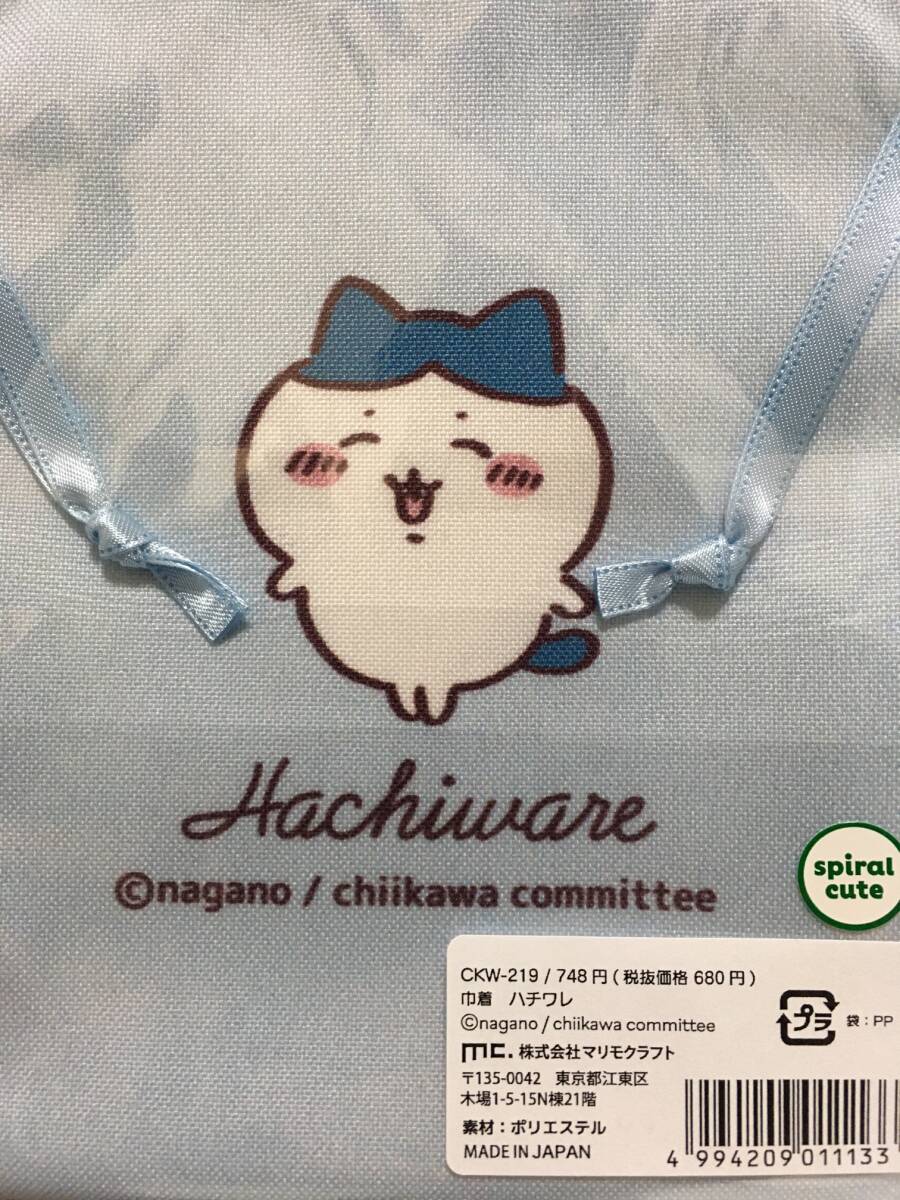 Hachiware
©nagano / chiikawa committee
spiral
cute
CKW-219 / 748円 ( 税抜価格 680円 )
巾着 ハチワレ
©nagano / chiikawa committee
mc. 株式会社マリモクラフト
〒135-0042 東京都江東区
木場1-5-15N棟21階
素材：ポリエステル
MADE IN JAPAN
プラ
袋：PP
4 994209 011133